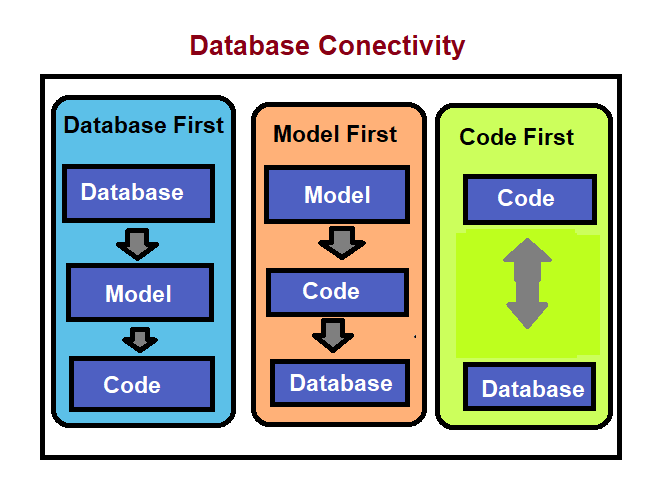 Database Conectivity
Database First
Database
Model
Code
Model First
Model
Code
Database
Code First
Code
Database